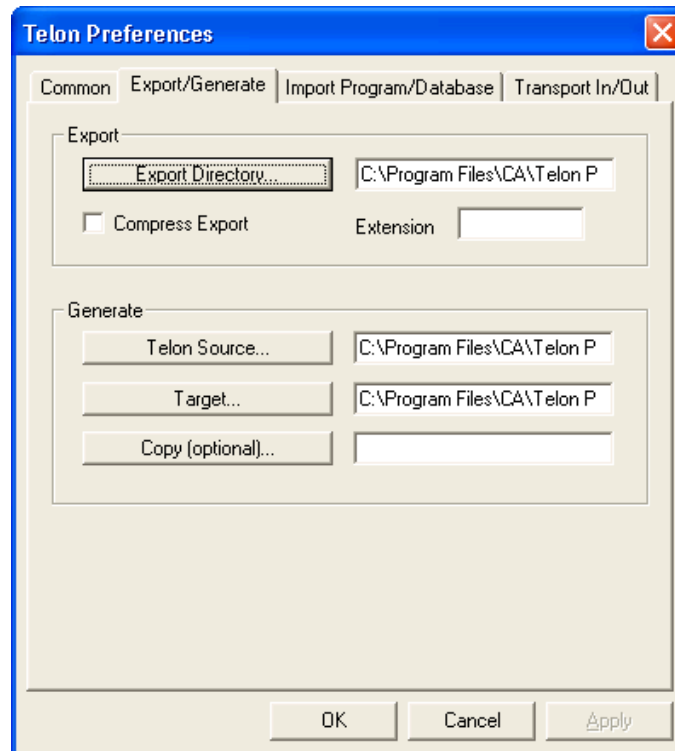 Telon Preferences
Common Export/Generate Import Program/Database Transport In/Out
Export
Export Directory... C:\Program Files\CA\Telon P
Compress Export Extension
Generate
Telon Source... C:\Program Files\CA\Telon P
Target... C:\Program Files\CA\Telon P
Copy (optional)...
OK Cancel Apply